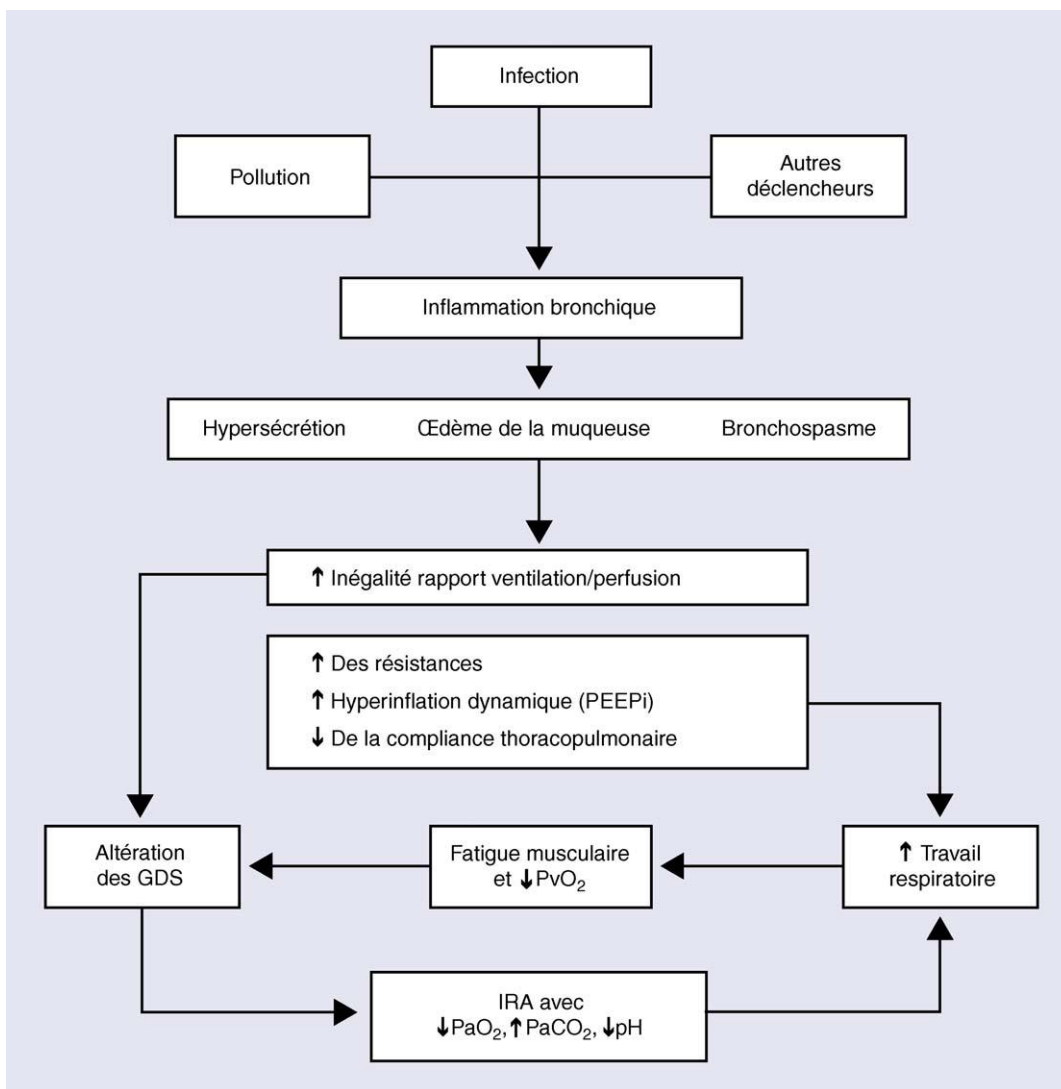 Infection
Pollution
Autres
déclencheurs
Inflammation bronchique
Hypersécrétion Œdème de la muqueuse Bronchospasme
↑ Inégalité rapport ventilation/perfusion
↑ Des résistances
↑ Hyperinflation dynamique (PEEPi)
↓ De la compliance thoracopulmonaire
Altération
des GDS
Fatigue musculaire
et ↓PvO₂
↑ Travail
respiratoire
IRA avec
↓PaO₂,↑PaCO₂,↓pH